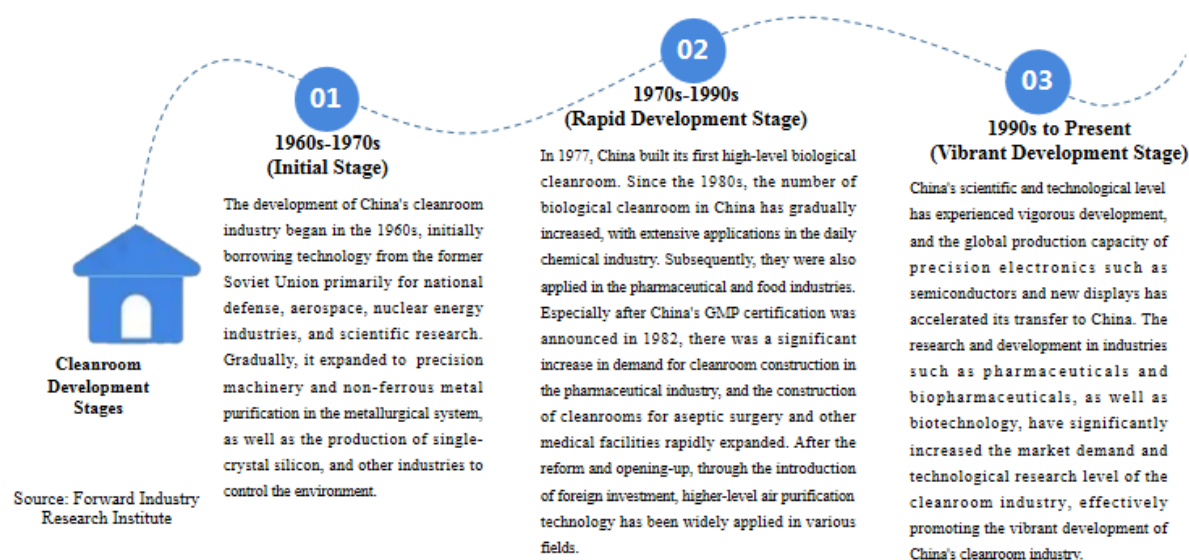 01
1960s-1970s
(Initial Stage)
The development of China's cleanroom
industry began in the 1960s, initially
borrowing technology from the former
Soviet Union primarily for national
defense, aerospace, nuclear energy
industries, and scientific research.
Gradually, it expanded to precision
machinery and non-ferrous metal
purification in the metallurgical system,
as well as the production of single-
crystal silicon, and other industries to
control the environment.
02
1970s-1990s
(Rapid Development Stage)
In 1977, China built its first high-level biological
cleanroom. Since the 1980s, the number of
biological cleanroom in China has gradually
increased, with extensive applications in the daily
chemical industry. Subsequently, they were also
applied in the pharmaceutical and food industries.
Especially after China's GMP certification was
announced in 1982, there was a significant
increase in demand for cleanroom construction in
the pharmaceutical industry, and the construction
of cleanrooms for aseptic surgery and other
medical facilities rapidly expanded. After the
reform and opening-up, through the introduction
of foreign investment, higher-level air purification
technology has been widely applied in various
fields.
03
1990s to Present
(Vibrant Development Stage)
China's scientific and technological level
has experienced vigorous development,
and the global production capacity of
precision electronics such as
semiconductors and new displays has
accelerated its transfer to China. The
research and development in industries
such as pharmaceuticals and
biopharmaceuticals, as well as
biotechnology, have significantly
increased the market demand and
technological research level of the
cleanroom industry, effectively
promoting the vibrant development of
China's cleanroom industry.
Cleanroom
Development
Stages
Source: Forward Industry
Research Institute